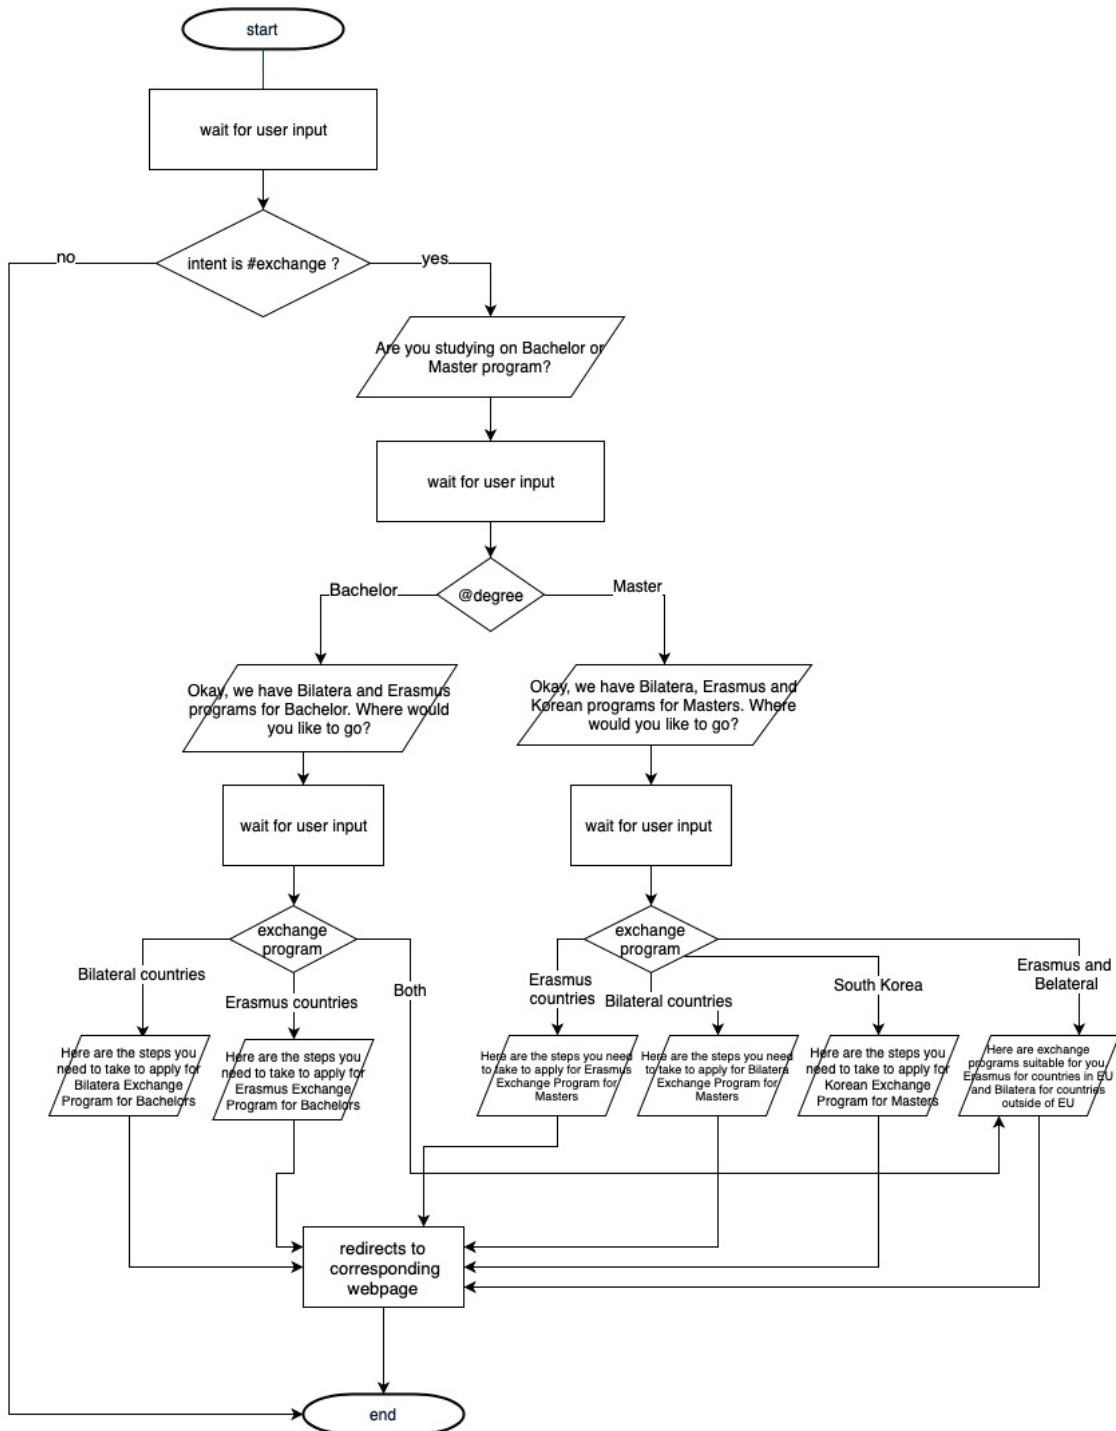 start
wait for user input
intent is #exchange ?
no
yes
Are you studying on Bachelor or
Master program?
wait for user input
@degree
Bachelor
Master
Okay, we have Bilatera and Erasmus
programs for Bachelor. Where would
you like to go?
Okay, we have Bilatera, Erasmus and
Korean programs for Masters. Where
would you like to go?
wait for user input
wait for user input
exchange
program
exchange
program
Bilateral countries
Erasmus countries
Both
Erasmus
countries
Bilateral countries
South Korea
Erasmus and
Belateral
Here are the steps you
need to take to apply for
Bilatera Exchange
Program for Bachelors
Here are the steps you
need to take to apply for
Erasmus Exchange
Program for Bachelors
Here are the steps you need
to take to apply for Erasmus
Exchange Program for
Masters
Here are the steps you need
to take to apply for Bilatera
Exchange Program for
Masters
Here are the steps you
need to take to apply for
Korean Exchange
Program for Masters
Here are exchange
programs suitable for you
Erasmus for countries in EU
and Bilatera for countries
outside of EU
redirects to
corresponding
webpage
end